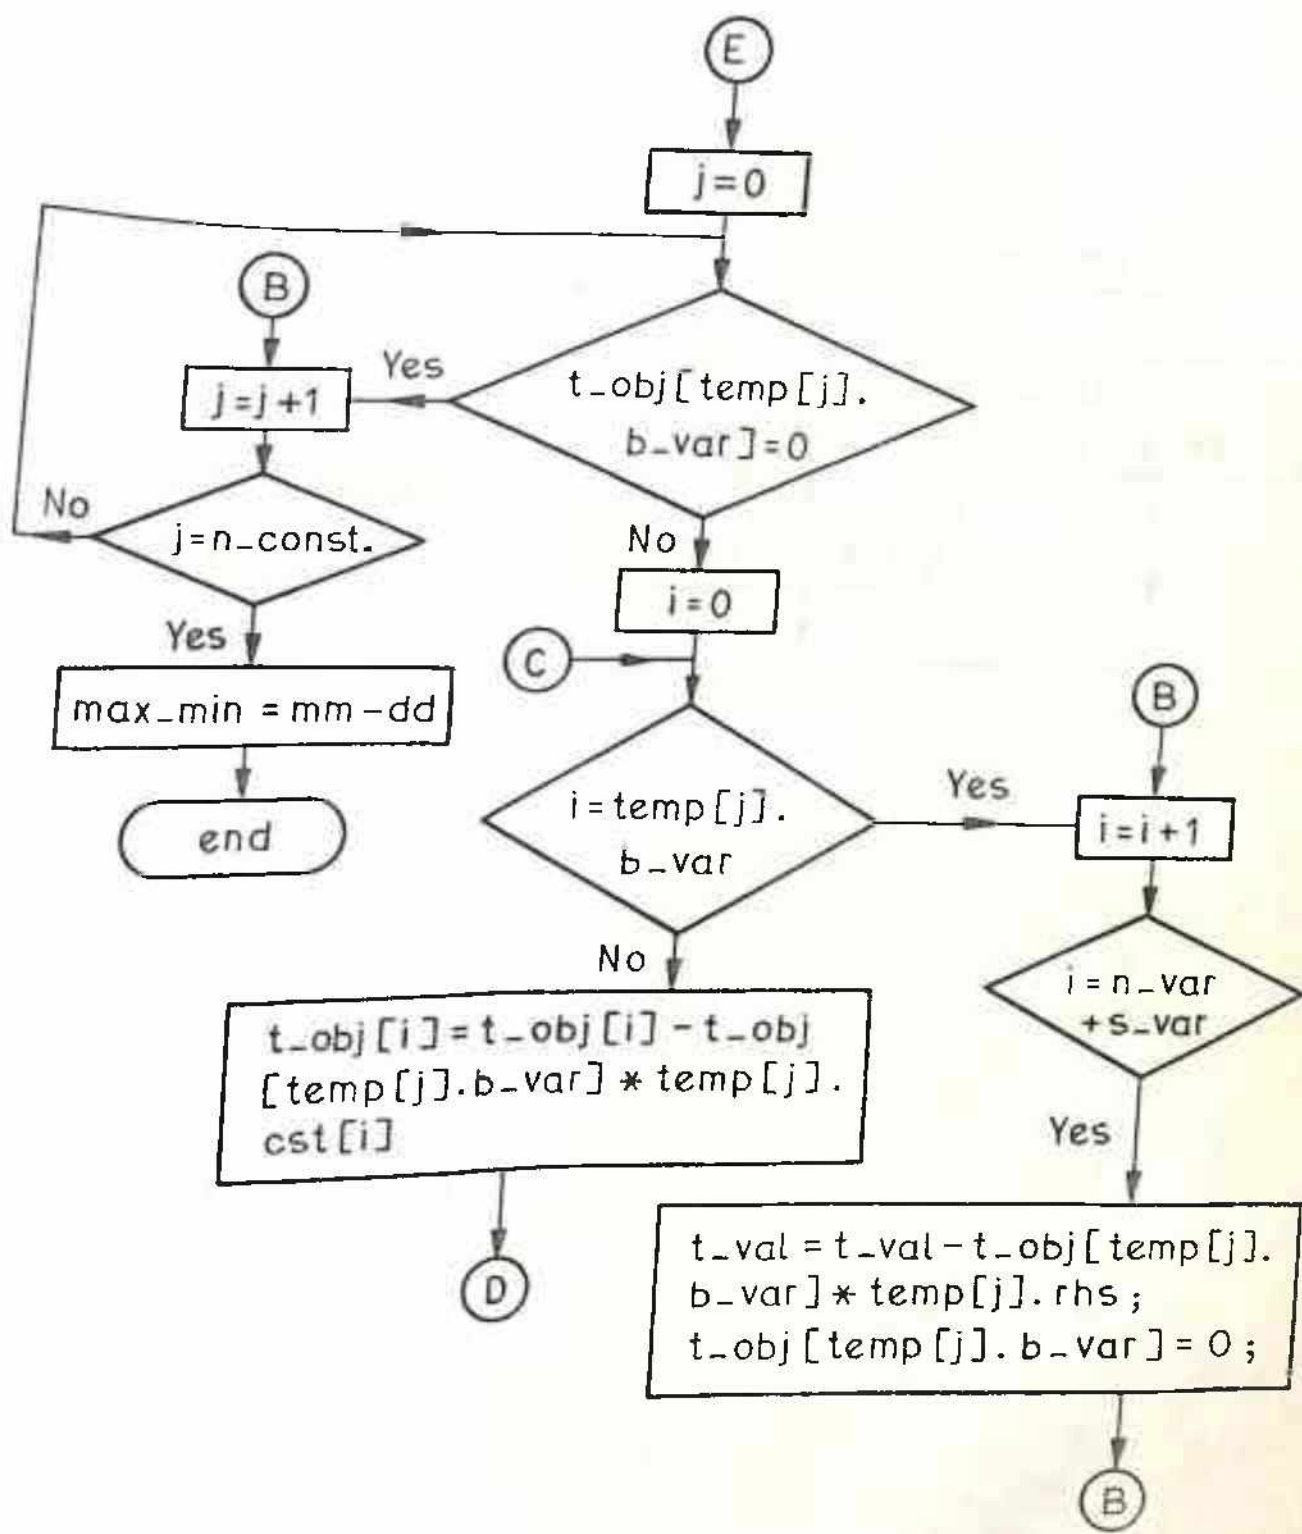 E
j=0
B
Yes
j=j+1
t_obj[temp[j].
b_var]=0
No
j=n_const.
No
i=0
Yes
C
max_min = mm-dd
B
i=temp[j].
b_var
Yes
i=i+1
end
No
i=n_var
+s_var
t_obj[i]=t_obj[i]-t_obj
[temp[j].b_var]*temp[j].
cst[i]
Yes
D
t_val=t_val-t_obj[temp[j].
b_var]*temp[j].rhs;
t_obj[temp[j].b_var]=0;
B